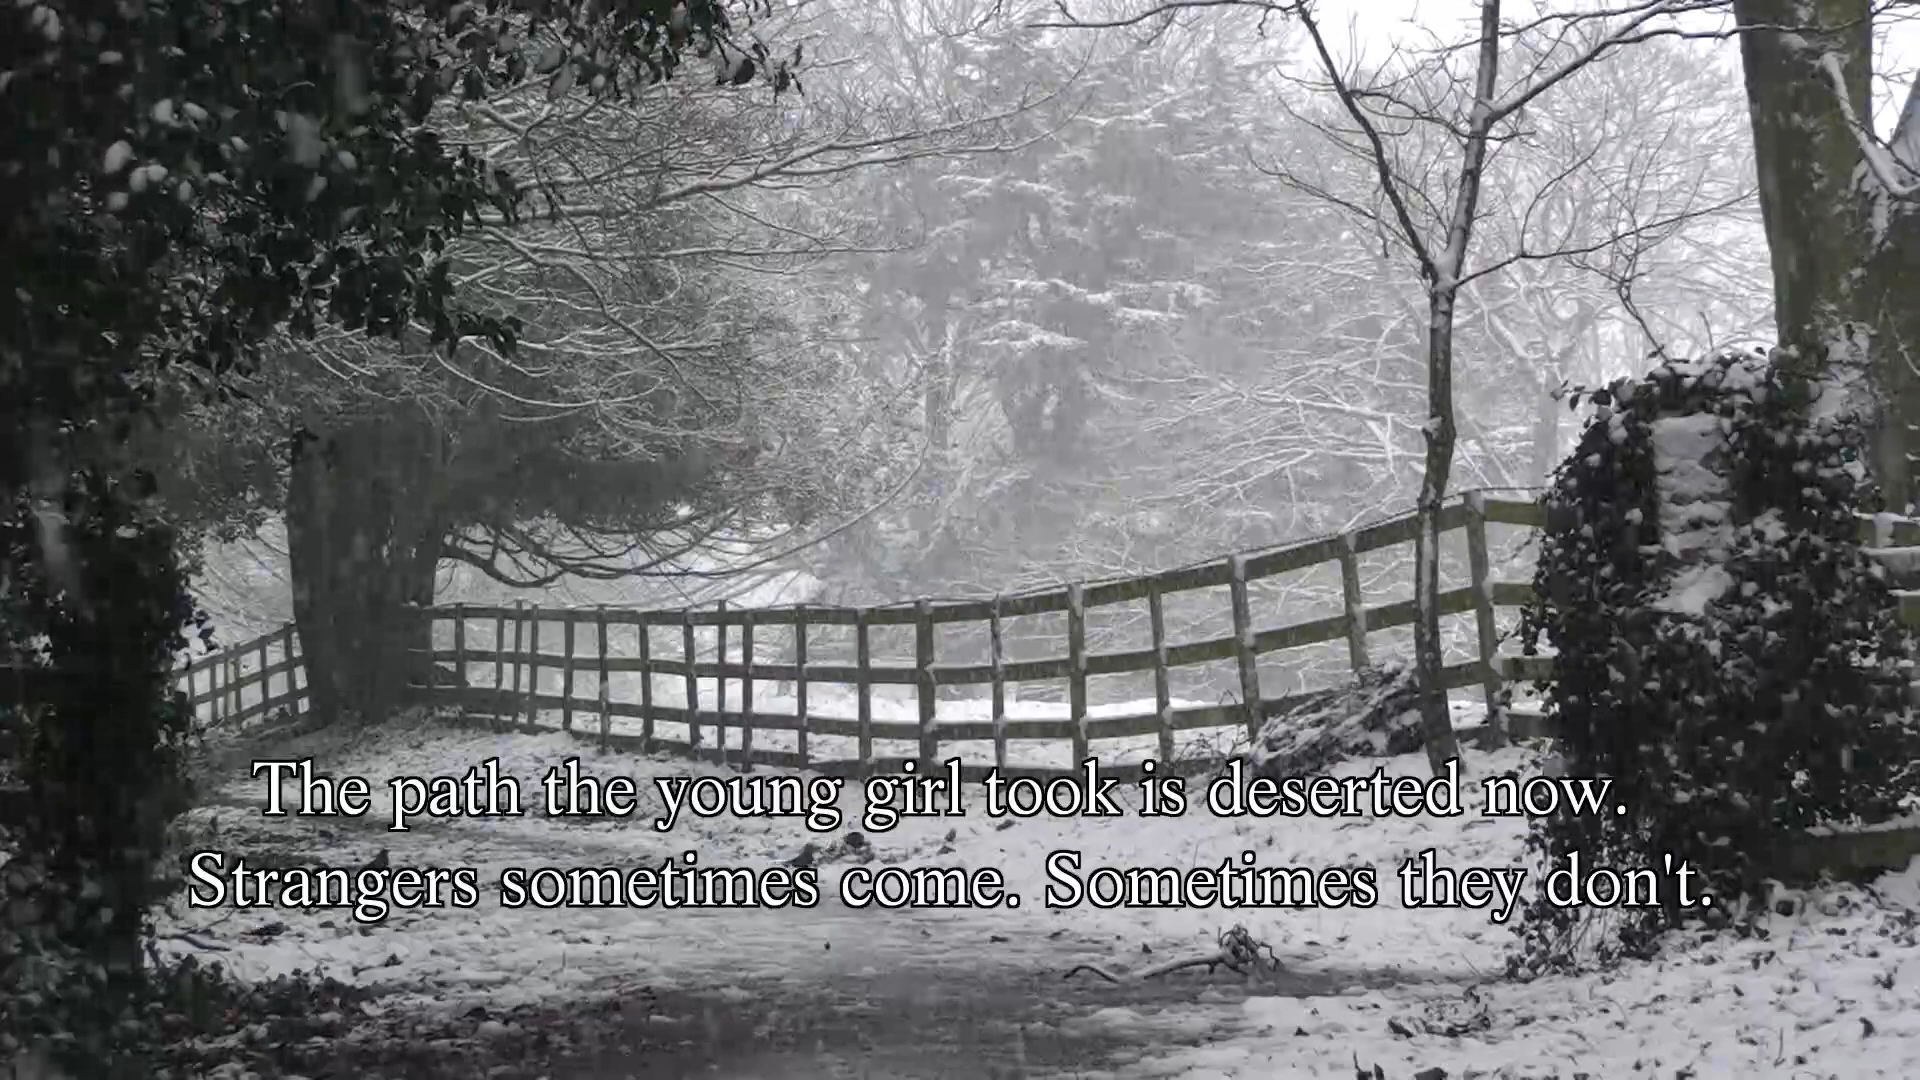 The path the young girl took is deserted now.
Strangers sometimes come. Sometimes they don't.